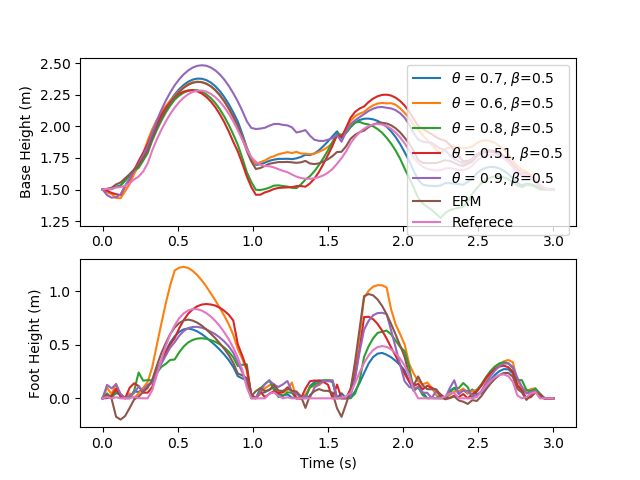 2.50
2.25
2.00
1.75
1.50
1.25
Base Height (m)
θ = 0.7, β=0.5
θ = 0.6, β=0.5
θ = 0.8, β=0.5
θ = 0.51, β=0.5
θ = 0.9, β=0.5
ERM
Referece
0.0 0.5 1.0 1.5 2.0 2.5 3.0
1.0
0.5
0.0
Foot Height (m)
0.0 0.5 1.0 1.5 2.0 2.5 3.0
Time (s)